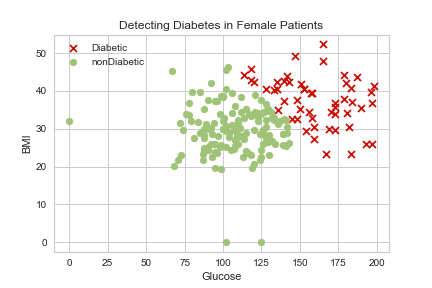 Detecting Diabetes in Female Patients
Diabetic
nonDiabetic
50
40
30
20
10
0
BMI
0 25 50 75 100 125 150 175 200
Glucose